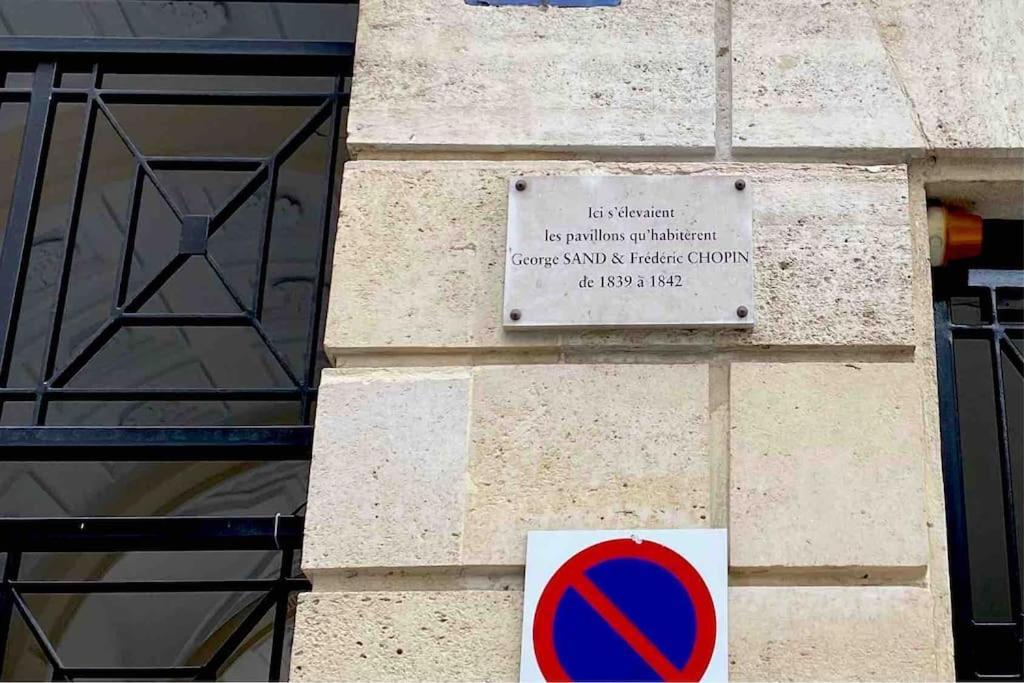 Ici s'élevaient
les pavillons qu'habitèrent
George SAND & Frédéric CHOPIN
de 1839 à 1842